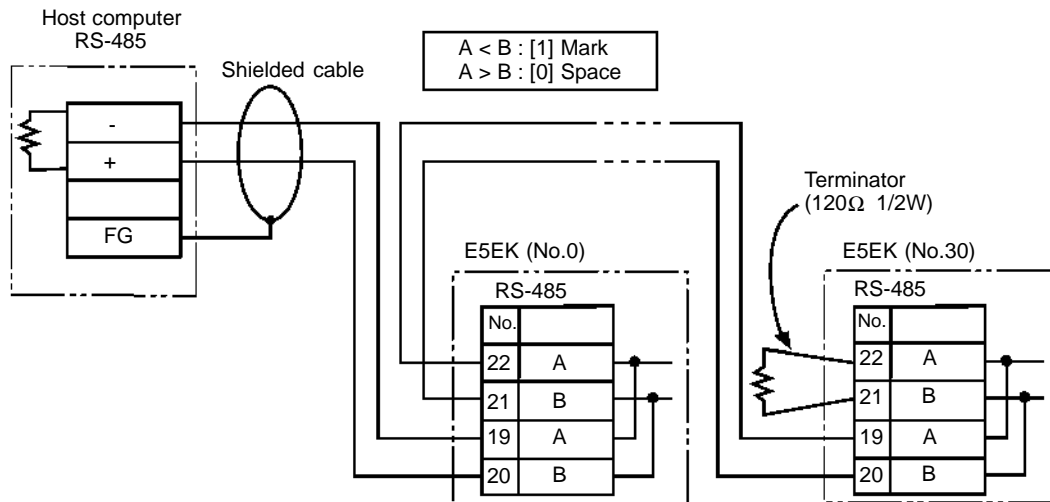 Host computer
RS-485
-
+
FG
Shielded cable
A < B : [1] Mark
A > B : [0] Space
Terminator
(120Ω 1/2W)
E5EK (No.0)
RS-485
No.
22 A
21 B
19 A
20 B
E5EK (No.30)
RS-485
No.
22 A
21 B
19 A
20 B